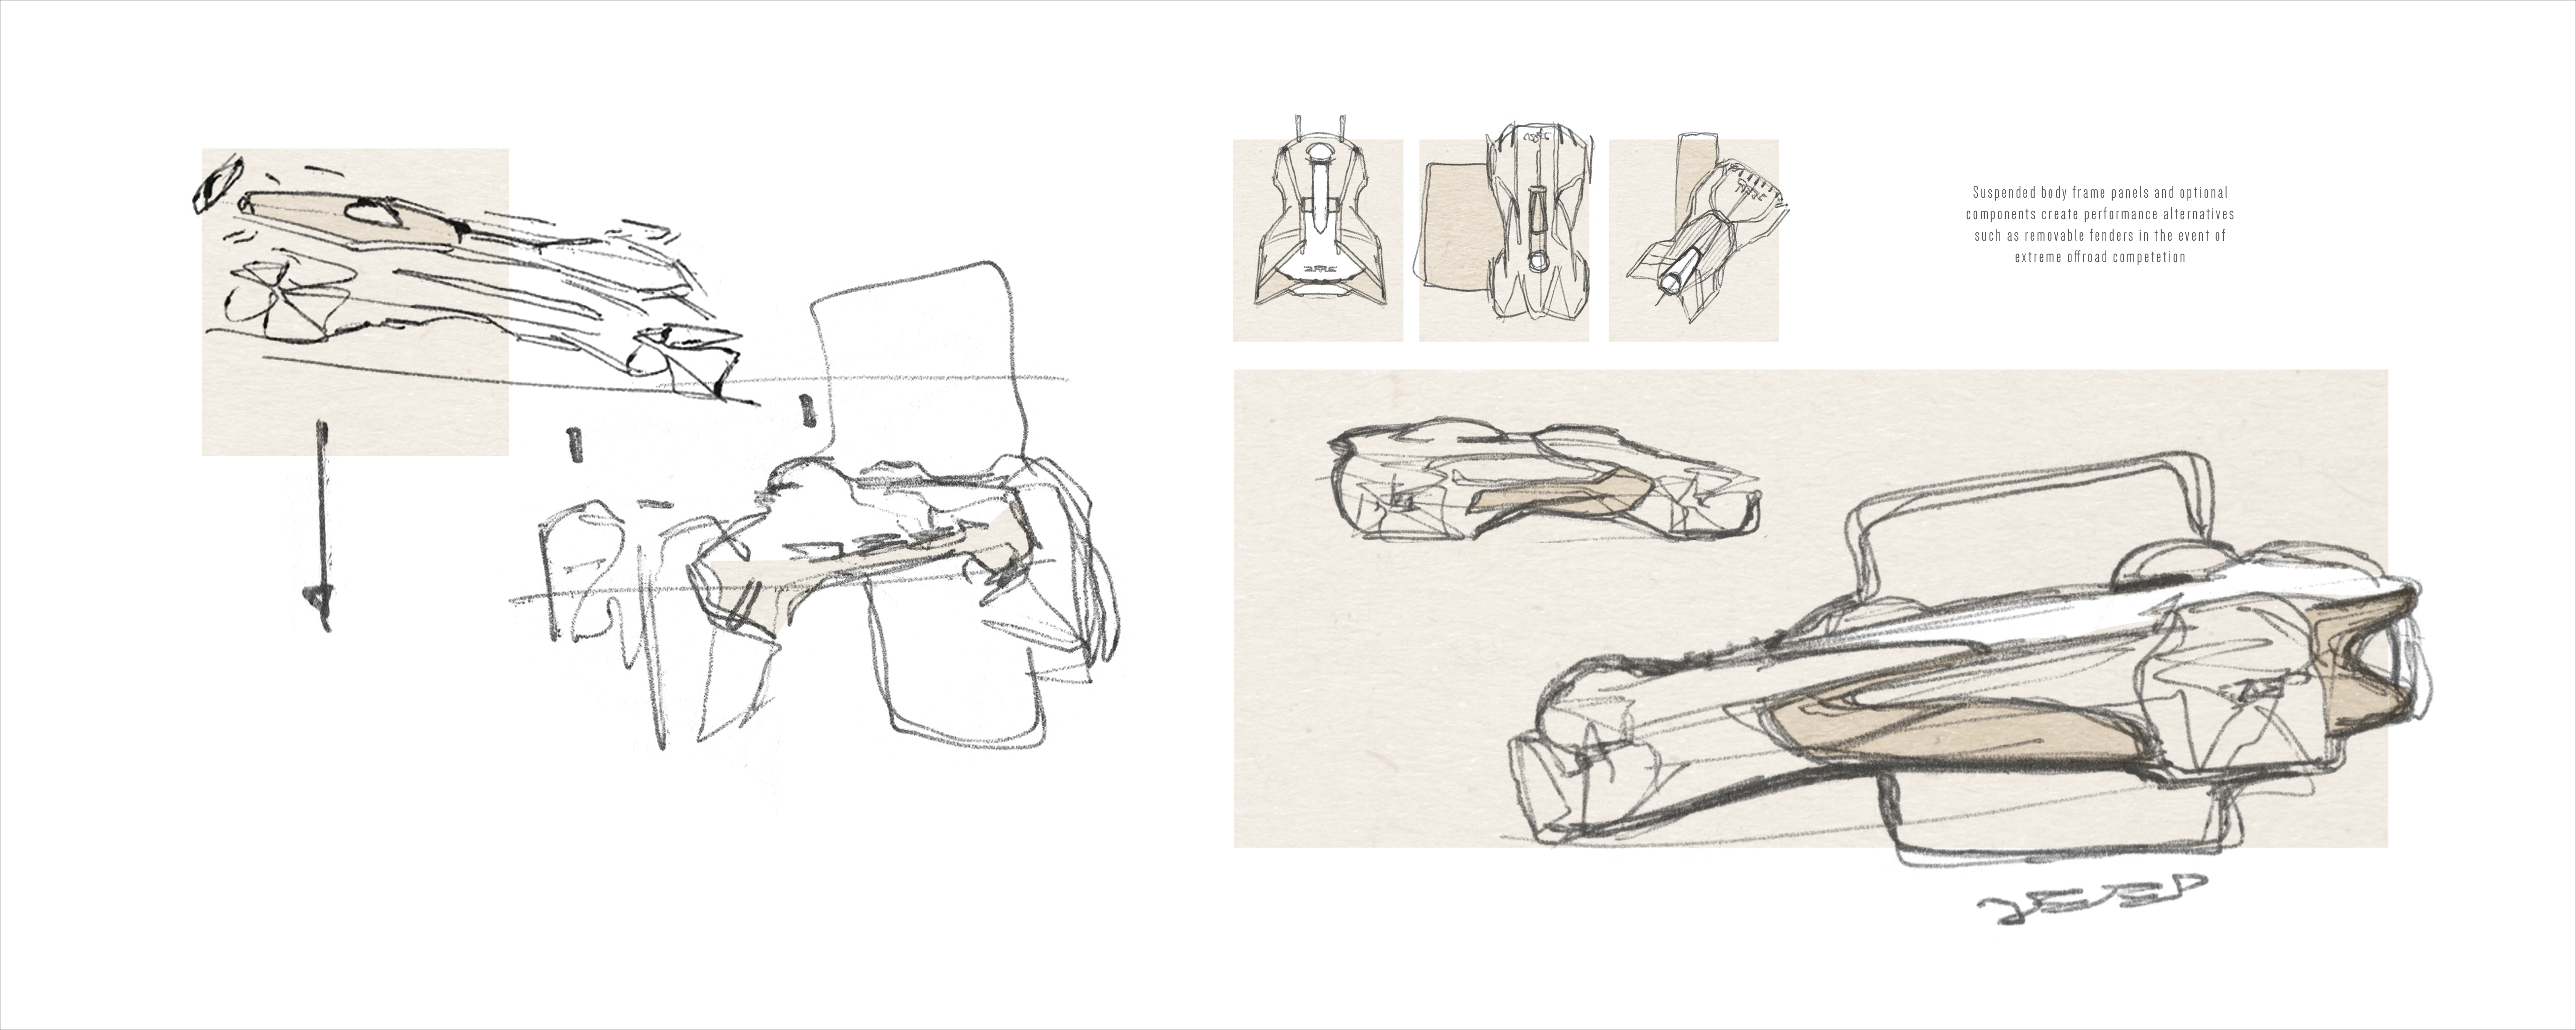 Suspended body frame panels and optional
components create performance alternatives
such as removable fenders in the event of
extreme offroad competetion
JEEP